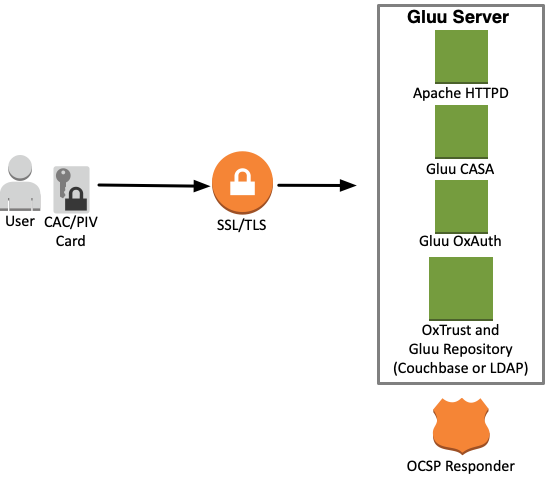 Gluu Server
Apache HTTPD
Gluu CASA
Gluu OxAuth
OxTrust and
Gluu Repository
(Couchbase or LDAP)
User
CAC/PIV
Card
SSL/TLS
OCSP Responder